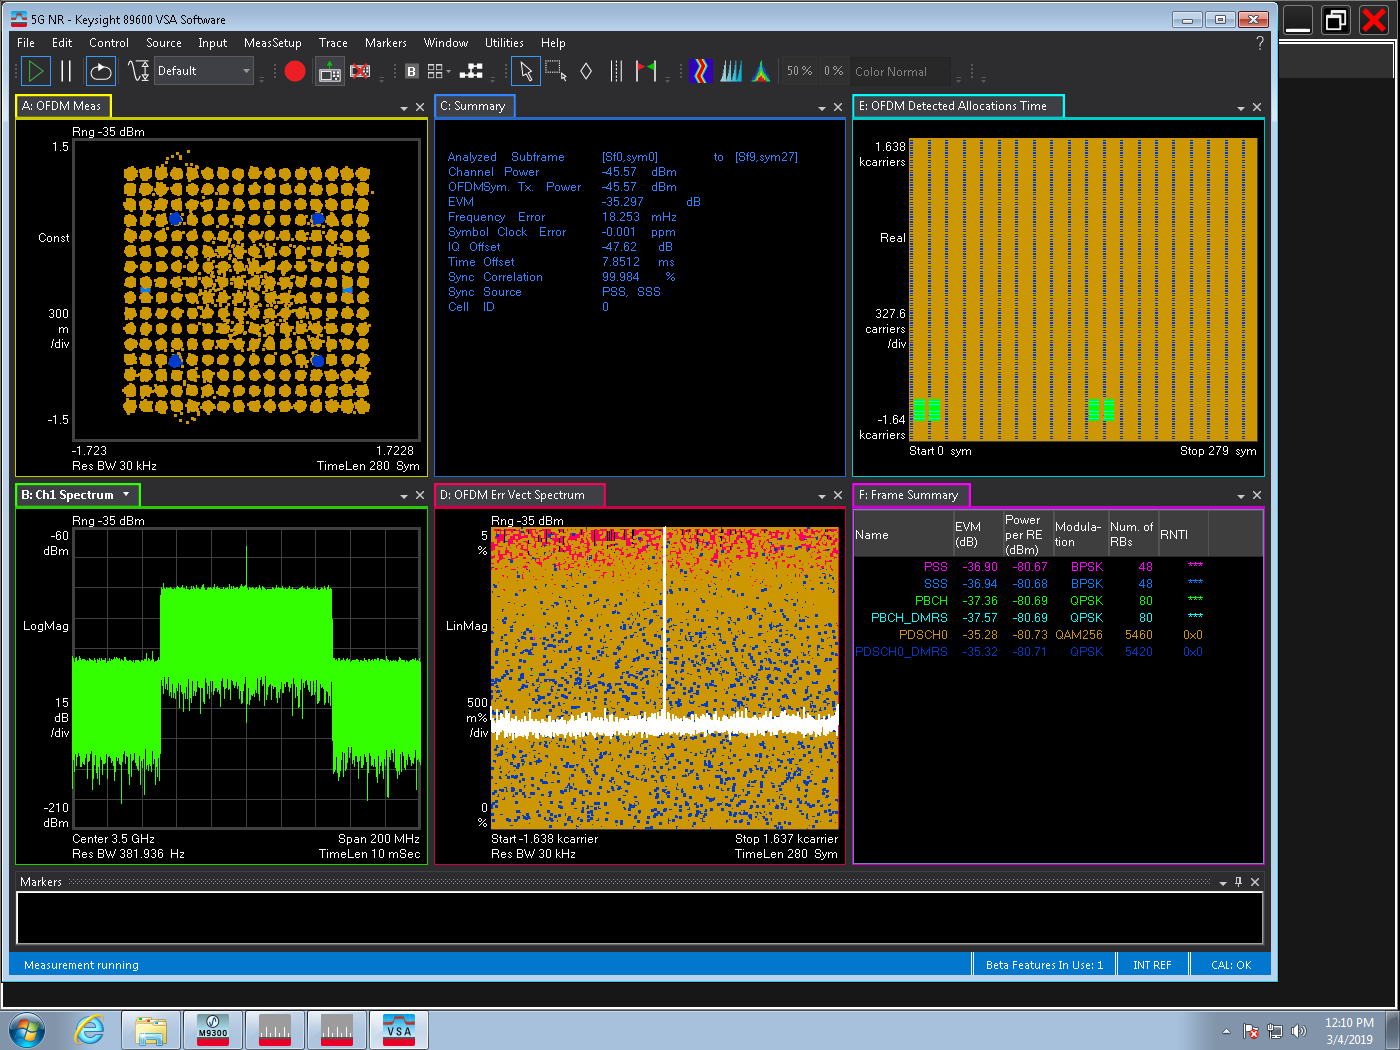 5G NR - Keysight 89600 VSA Software
File Edit Control Source Input MeasSetup Trace Markers Window Utilities Help ?
Default B 50 % 0 % Color Normal
A: OFDM Meas
Rng -35 dBm
1.5
Const
300
m
/div
-1.5
-1.723 1.7228
Res BW 30 kHz TimeLen 280 Sym
C: Summary
Analyzed Subframe [Sf0,sym0] to [Sf9,sym27]
Channel Power -45.57 dBm
OFDMSym. Tx. Power -45.57 dBm
EVM -35.297 dB
Frequency Error 18.253 mHz
Symbol Clock Error -0.001 ppm
IQ Offset -47.62 dB
Time Offset 7.8512 ms
Sync Correlation 99.984 %
Sync Source PSS, SSS
Cell ID 0
E: OFDM Detected Allocations Time
1.638
kcarriers
Real
327.6
carriers
/div
-1.64
kcarriers
Start 0 sym Stop 279 sym
B: Ch1 Spectrum
Rng -35 dBm
-60
dBm
LogMag
15
dB
/div
-210
dBm
Center 3.5 GHz Span 200 MHz
Res BW 381.936 Hz TimeLen 10 mSec
D: OFDM Err Vect Spectrum
Rng -35 dBm
5
%
LinMag
500
m%
/div
0
%
Start -1.638 kcarrier Stop 1.637 kcarrier
Res BW 30 kHz TimeLen 280 Sym
F: Frame Summary
Name EVM (dB) Power per RE (dBm) Modula-tion Num. of RBs RNTI
PSS -36.90 -80.67 BPSK 48 ***
SSS -36.94 -80.68 BPSK 48 ***
PBCH -37.36 -80.69 QPSK 80 ***
PBCH_DMRS -37.57 -80.69 QPSK 80 ***
PDSCH0 -35.28 -80.73 QAM256 5460 0x0
PDSCH0_DMRS -35.32 -80.71 QPSK 5420 0x0
Markers
Measurement running Beta Features In Use: 1 INT REF CAL: OK
M9300 VSA
12:10 PM
3/4/2019